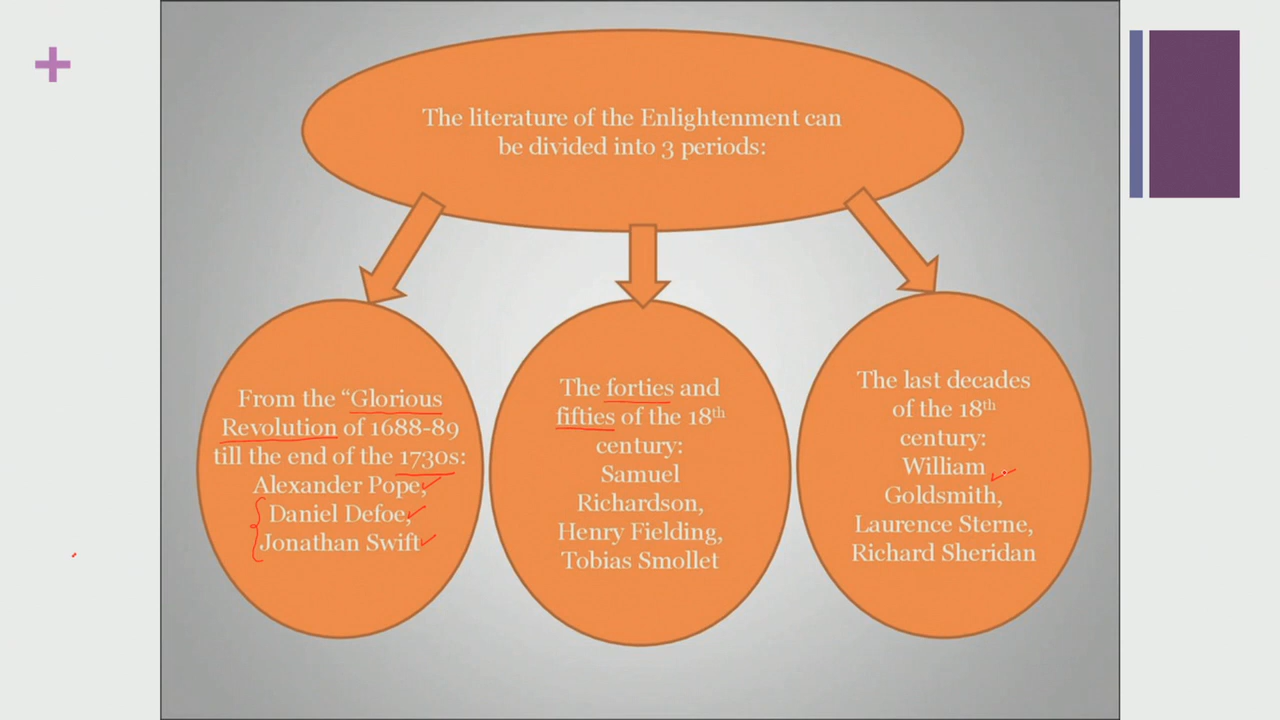 The literature of the Enlightenment can
be divided into 3 periods:
From the “Glorious
Revolution of 1688-89
till the end of the 1730s:
Alexander Pope,
Daniel Defoe,
Jonathan Swift
The forties and
fifties of the 18th
century:
Samuel
Richardson,
Henry Fielding,
Tobias Smollet
The last decades
of the 18th
century:
William
Goldsmith,
Laurence Sterne,
Richard Sheridan